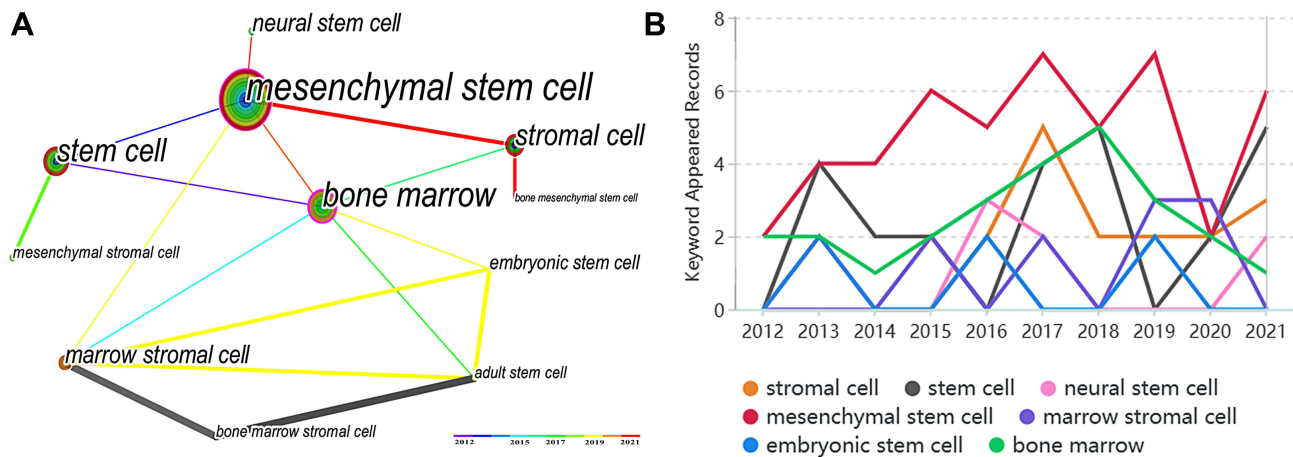 A
neural stem cell
mesenchymal stem cell
stem cell
stromal cell
bone marrow
bone mesenchymal stem cell
mesenchymal stromal cell
embryonic stem cell
marrow stromal cell
adult stem cell
bone marrow stromal cell
2012 2015 2017 2019 2021
B
Keyword Appeared Records
8
6
4
2
0
2012 2013 2014 2015 2016 2017 2018 2019 2020 2021
stromal cell stem cell neural stem cell
mesenchymal stem cell marrow stromal cell
embryonic stem cell bone marrow